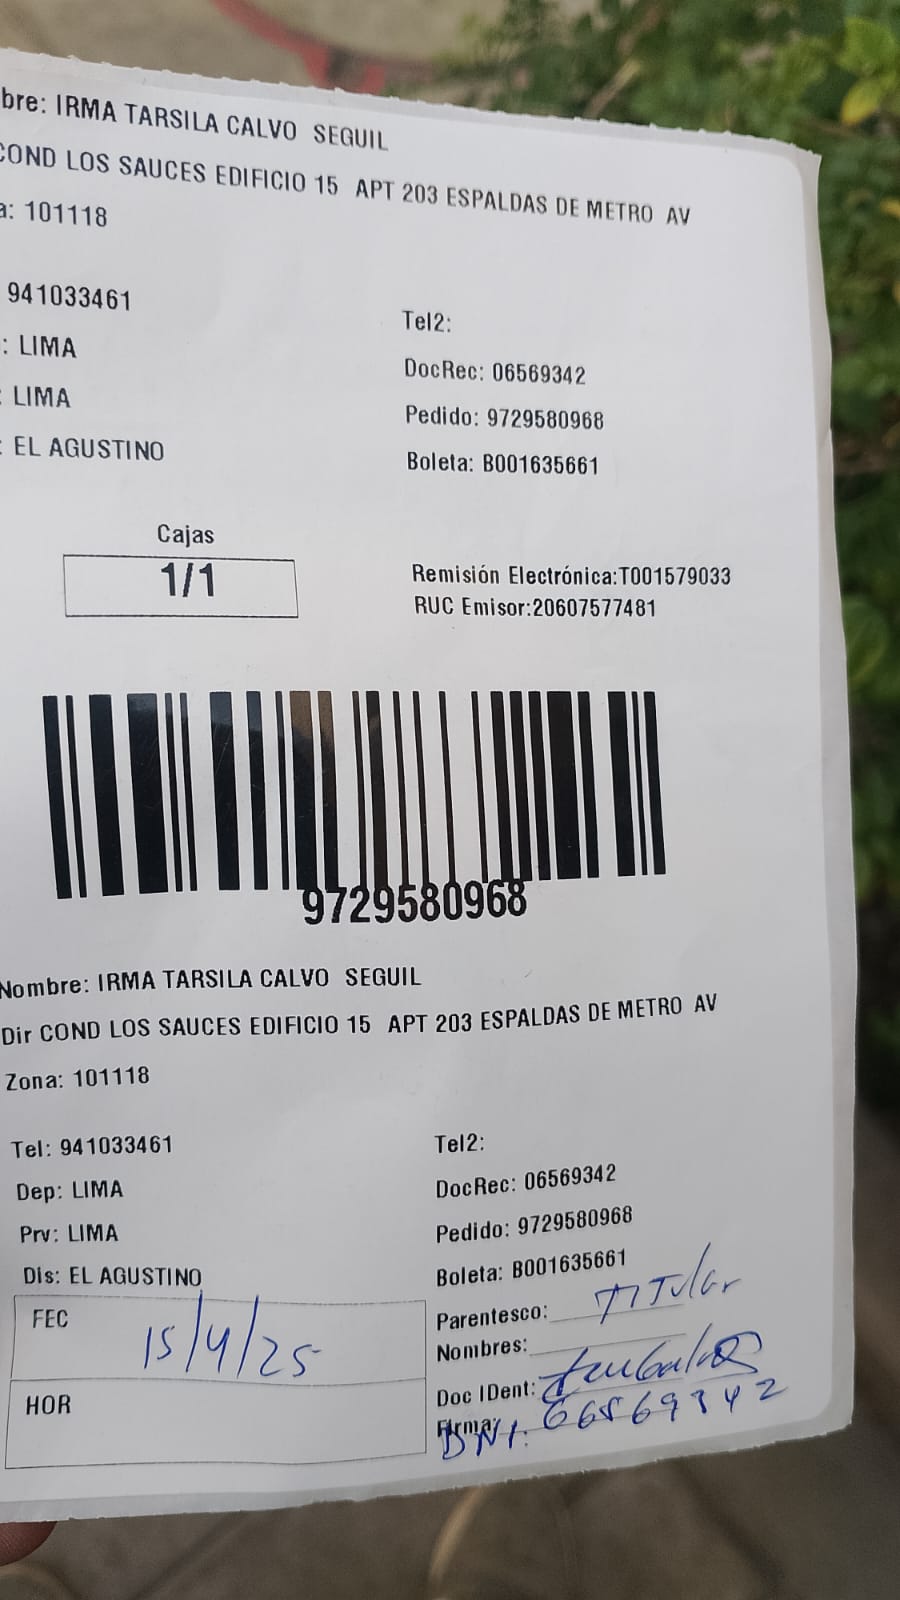 bre: IRMA TARSILA CALVO SEGUIL
COND LOS SAUCES EDIFICIO 15 APT 203 ESPALDAS DE METRO AV
a: 101118
941033461
Tel2:
: LIMA
DocRec: 06569342
: LIMA
Pedido: 9729580968
: EL AGUSTINO
Boleta: B001635661
Cajas
1/1
Remisión Electrónica:T001579033
RUC Emisor:20607577481
9729580968
Nombre: IRMA TARSILA CALVO SEGUIL
Dir COND LOS SAUCES EDIFICIO 15 APT 203 ESPALDAS DE METRO AV
Zona: 101118
Tel: 941033461
Tel2:
Dep: LIMA
DocRec: 06569342
Prv: LIMA
Pedido: 9729580968
Dis: EL AGUSTINO
Boleta: B001635661
FEC 15/4/25
Parentesco: TITular
Nombres:
HOR
Doc IDent:
Firma:
DNI: